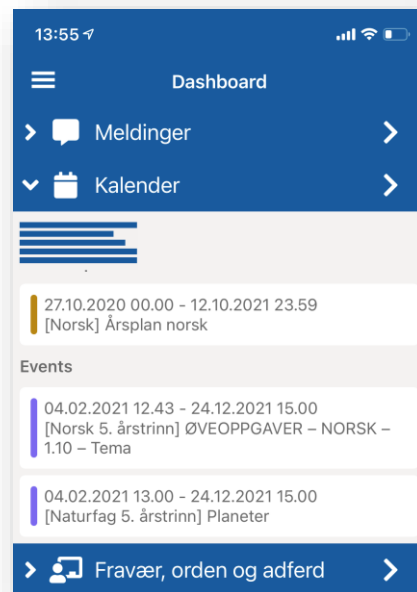 13:55
Dashboard
Meldinger
Kalender
27.10.2020 00.00 - 12.10.2021 23.59
[Norsk] Årsplan norsk
Events
04.02.2021 12.43 - 24.12.2021 15.00
[Norsk 5. årstrinn] ØVEOPPGAVER – NORSK –
1.10 – Tema
04.02.2021 13.00 - 24.12.2021 15.00
[Naturfag 5. årstrinn] Planeter
Fravær, orden og adferd